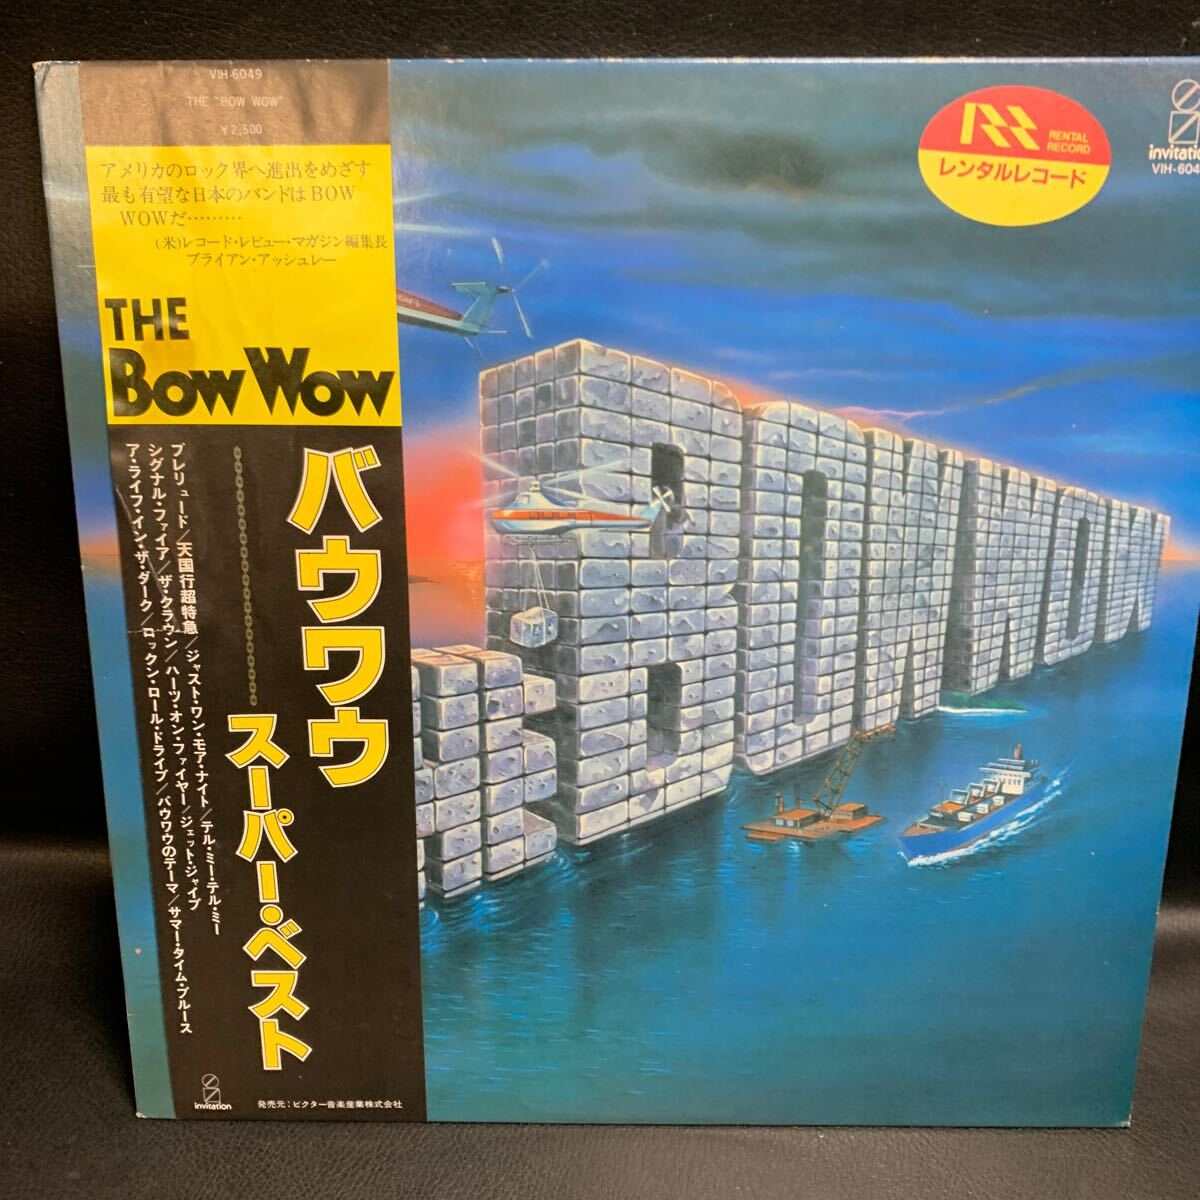 VIH-6049
THE "BOW WOW"
¥2,500
アメリカのロック界へ進出をめざす
最も有望な日本のバンドはBOW
WOWだ………
(米)レコード・レビュー・マガジン編集長
ブライアン・アッシュレー
THE
BOW WOW
バウワウ
スーパー・ベスト
プレリュード/天国行超特急/ジャスト・ワン・モア・ナイト/テル・ミー・テル・ミー
シグナル・ファイア/ザ・クラウン/ハーツ・オン・ファイヤー/ジェット・ジャイブ
ア・ライフ・イン・ザ・ダーク/ロックン・ロール・ドライブ/バウワウのテーマ/サマー・タイム・ブルース
invitation
発売元:ビクター音楽産業株式会社
RR
RENTAL
RECORD
レンタルレコード
invitation
VIH-604
E BOW WOW